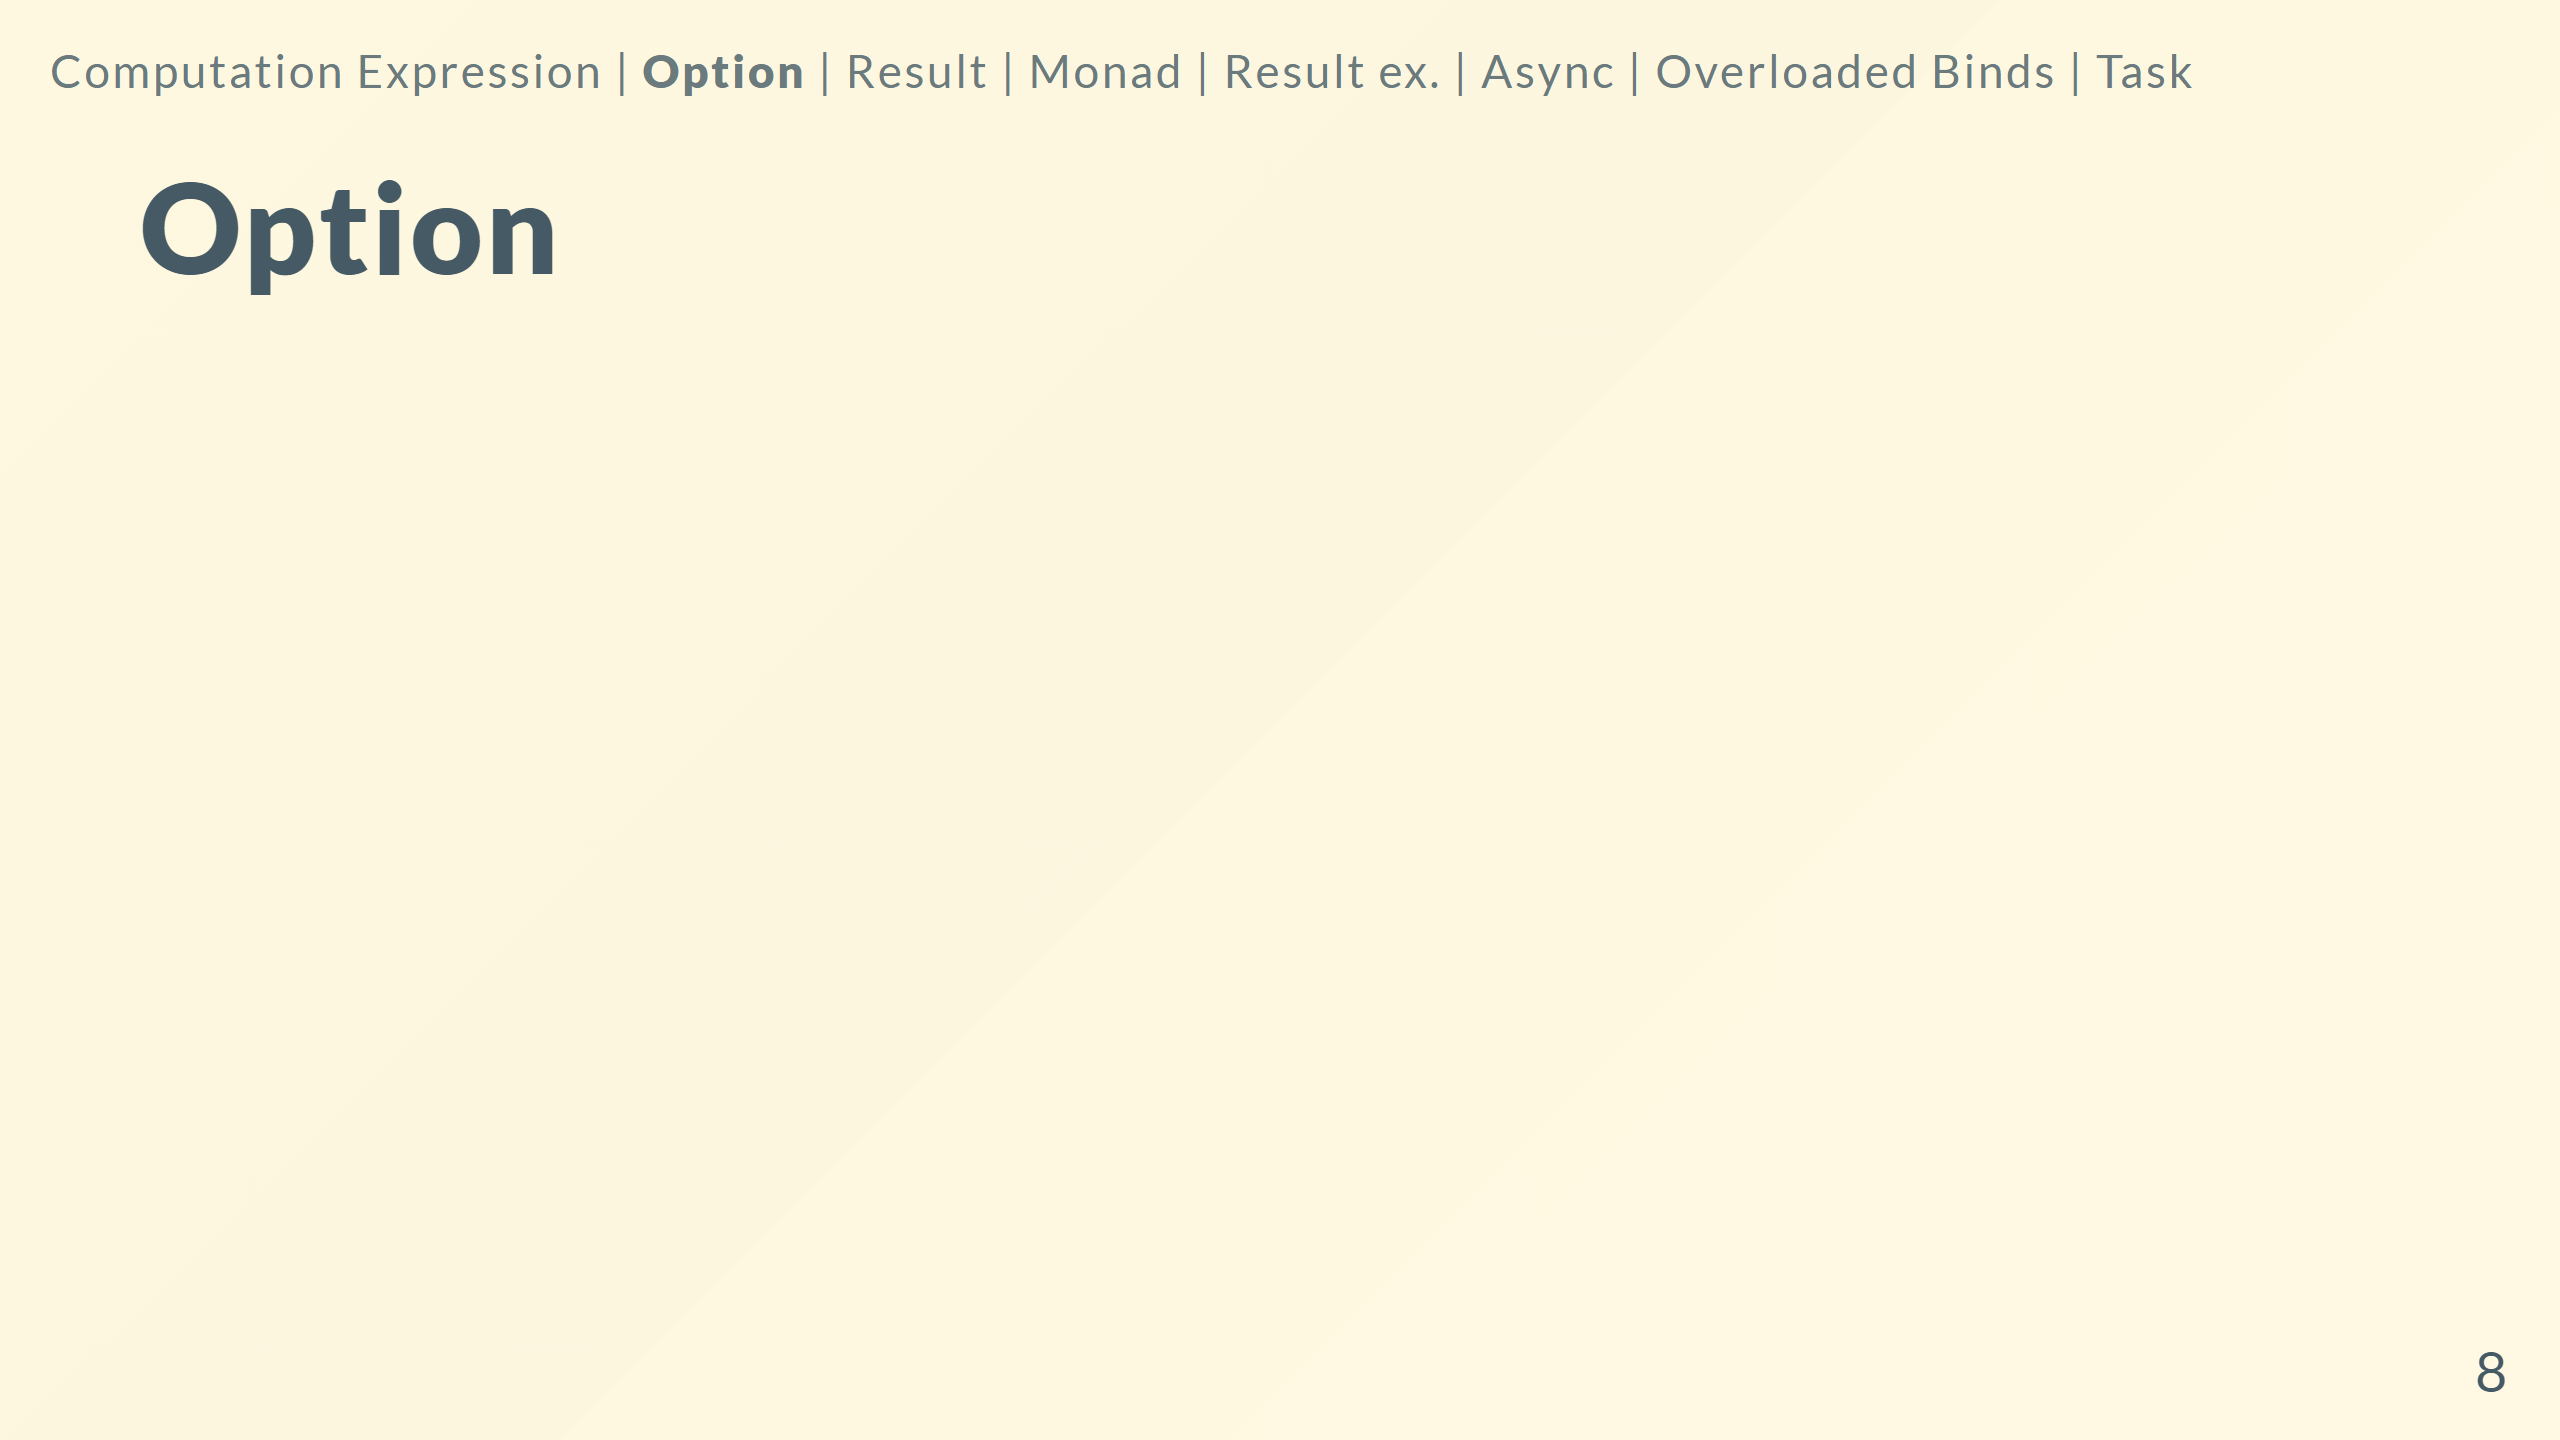 Computation Expression | Option | Result | Monad | Result ex. | Async | Overloaded Binds | Task
Option
8